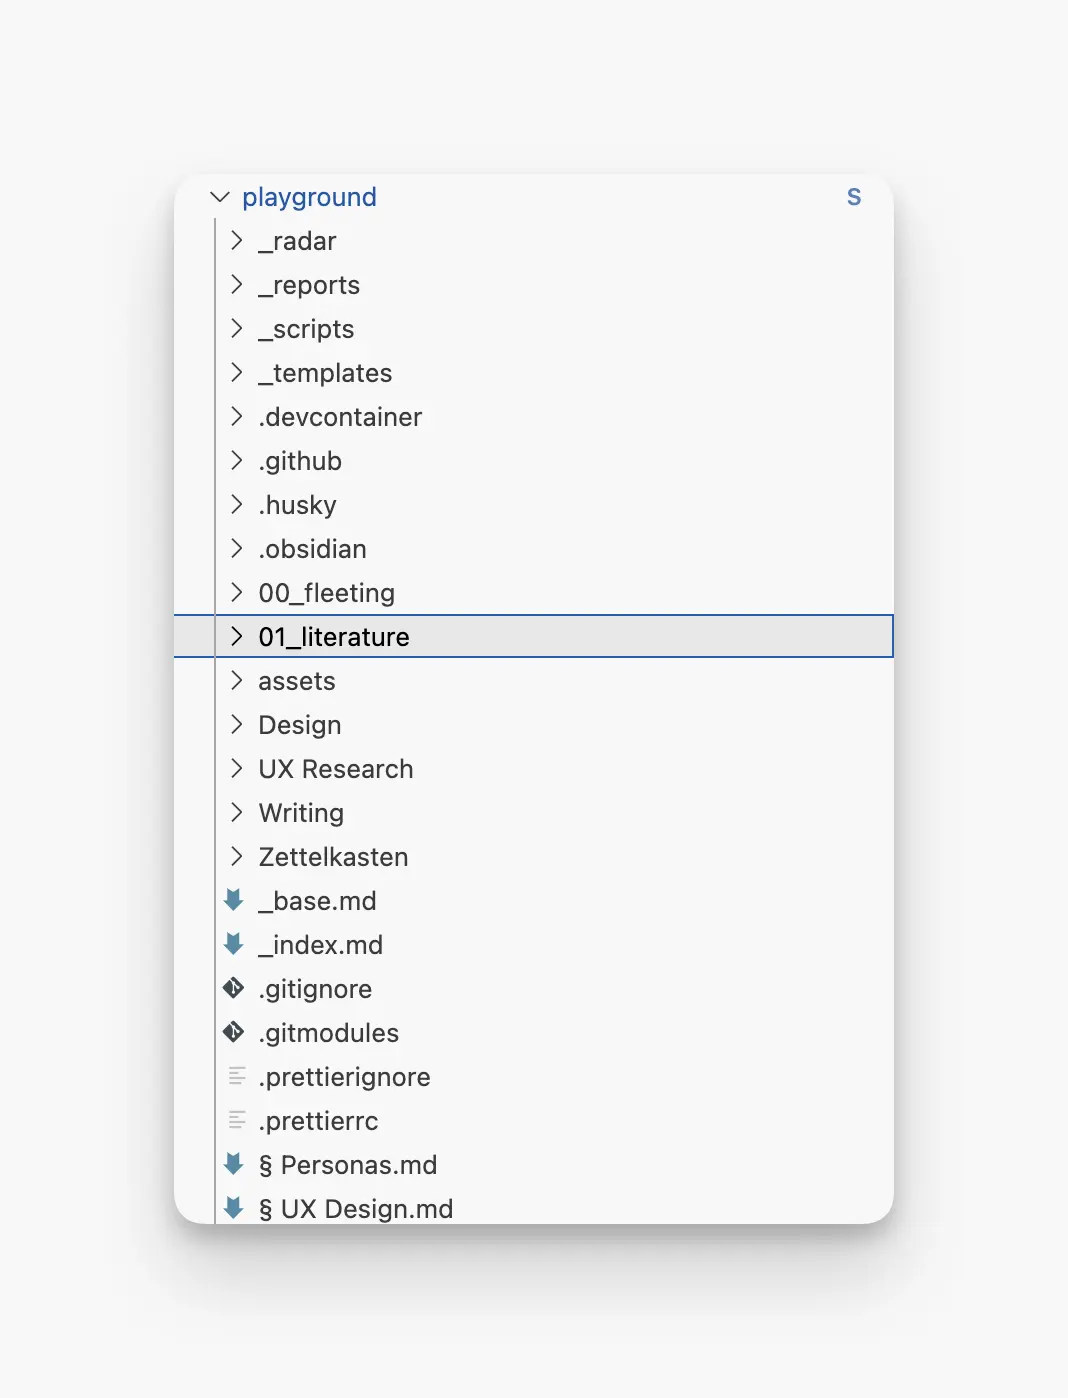 playground S
_radar
_reports
_scripts
_templates
.devcontainer
.github
.husky
.obsidian
00_fleeting
01_literature
assets
Design
UX Research
Writing
Zettelkasten
_base.md
_index.md
.gitignore
.gitmodules
.prettierignore
.prettierrc
§ Personas.md
§ UX Design.md